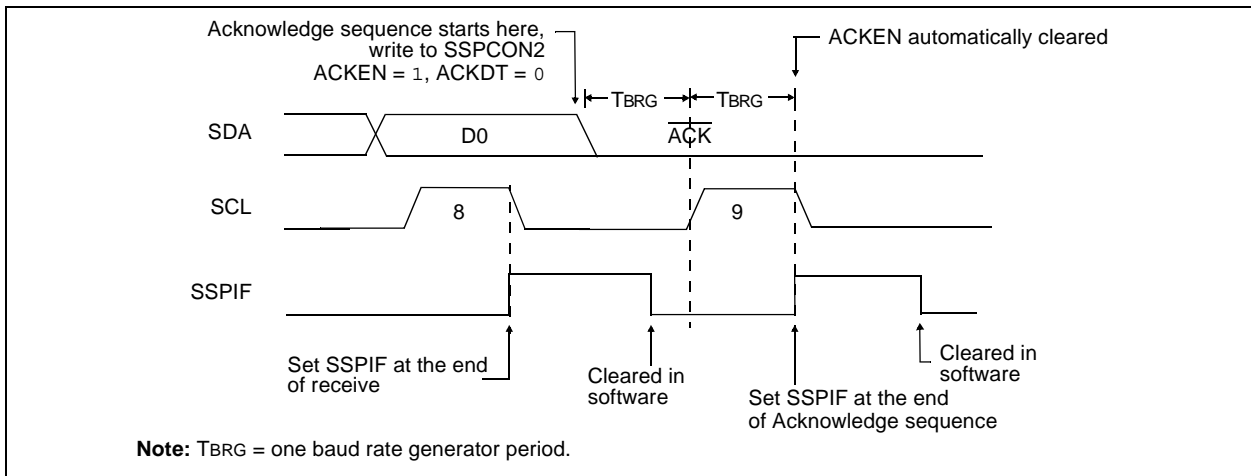 Acknowledge sequence starts here,
write to SSPCON2
ACKEN = 1, ACKDT = 0
ACKEN automatically cleared
TBRG
TBRG
SDA
D0
ACK
SCL
8
9
SSPIF
Set SSPIF at the end
of receive
Cleared in
software
Set SSPIF at the end
of Acknowledge sequence
Cleared in
software
Note: TBRG = one baud rate generator period.